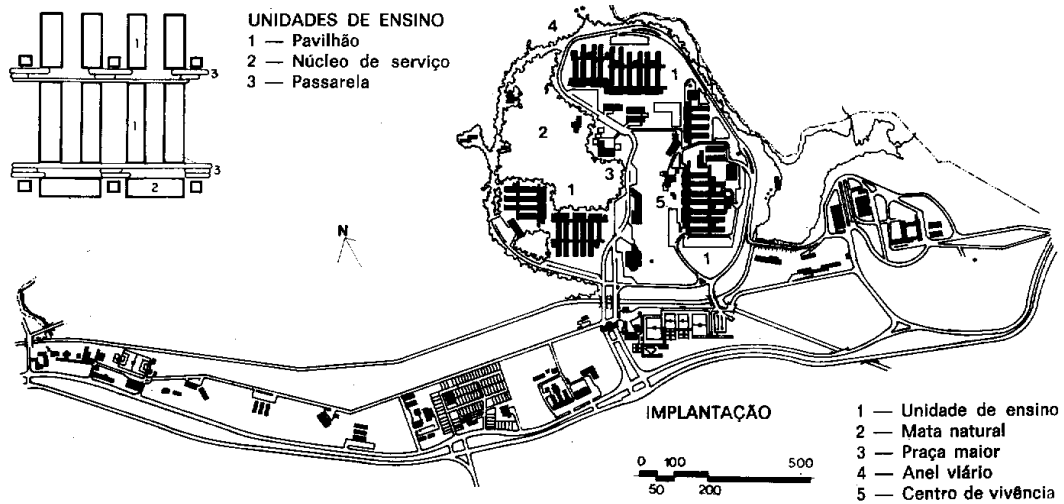 UNIDADES DE ENSINO
1 — Pavilhão
2 — Núcleo de serviço
3 — Passarela
1
1
3
3
2
4
1
2
3
1
5
1
N
IMPLANTAÇÃO
0 100 500
50 200
1 — Unidade de ensino
2 — Mata natural
3 — Praça maior
4 — Anel viário
5 — Centro de vivência